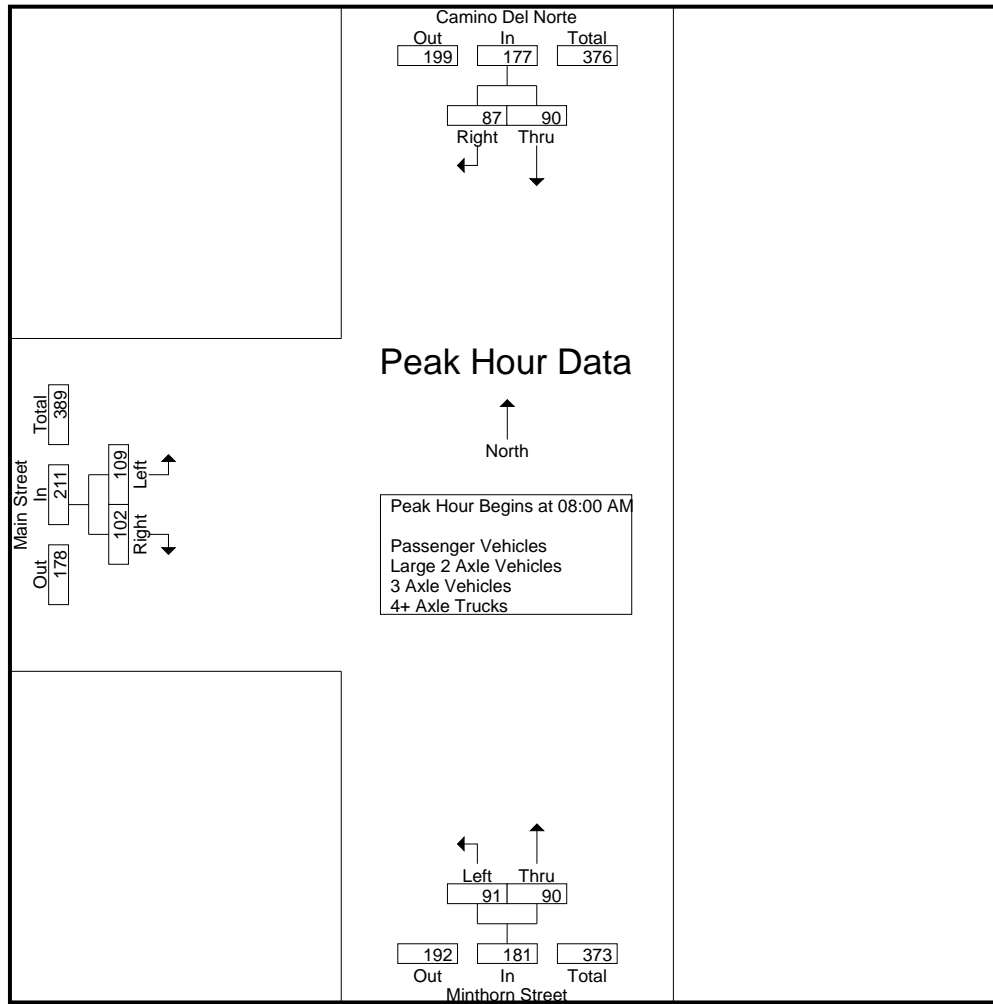 Camino Del Norte
Out In Total
199 177 376
87 90
Right Thru
Peak Hour Data
North
Main Street
Total In Out
389 211 178
109 102
Left Right
Peak Hour Begins at 08:00 AM
Passenger Vehicles
Large 2 Axle Vehicles
3 Axle Vehicles
4+ Axle Trucks
Left Thru
91 90
192 181 373
Out In Total
Minthorn Street